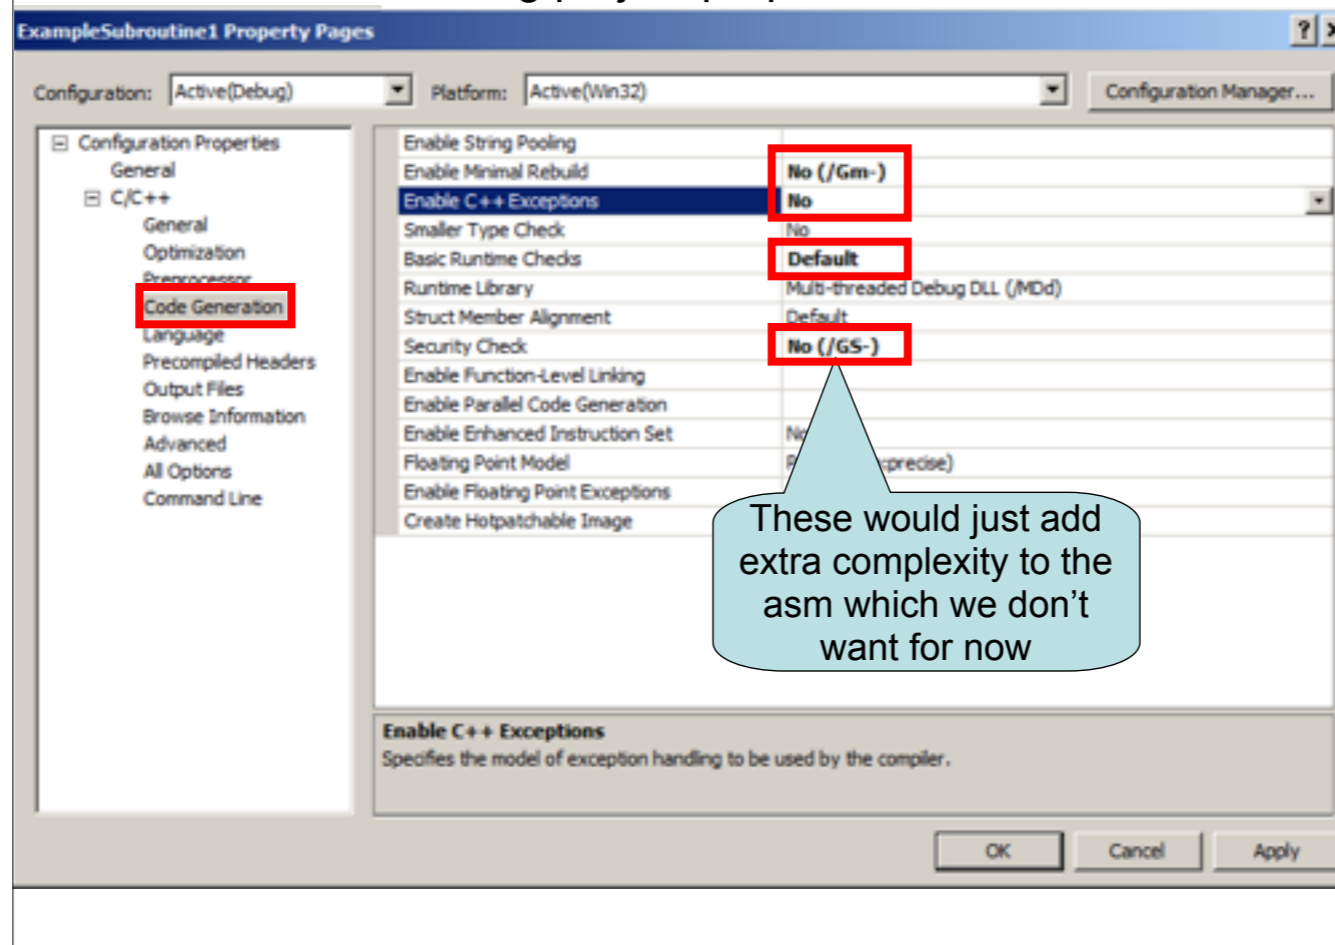 ExampleSubroutine1 Property Pages
Configuration: Active(Debug) Platform: Active(Win32) Configuration Manager...
Configuration Properties
General
C/C++
General
Optimization
Preprocessor
Code Generation
Language
Precompiled Headers
Output Files
Browse Information
Advanced
All Options
Command Line
Enable String Pooling
Enable Minimal Rebuild No (/Gm-)
Enable C++ Exceptions No
Smaller Type Check No
Basic Runtime Checks Default
Runtime Library Multi-threaded Debug DLL (/MDd)
Struct Member Alignment Default
Security Check No (/GS-)
Enable Function-Level Linking
Enable Parallel Code Generation
Enable Enhanced Instruction Set
Floating Point Model
Enable Floating Point Exceptions
Create Hotpatchable Image
These would just add
extra complexity to the
asm which we don't
want for now
Enable C++ Exceptions
Specifies the model of exception handling to be used by the compiler.
OK Cancel Apply